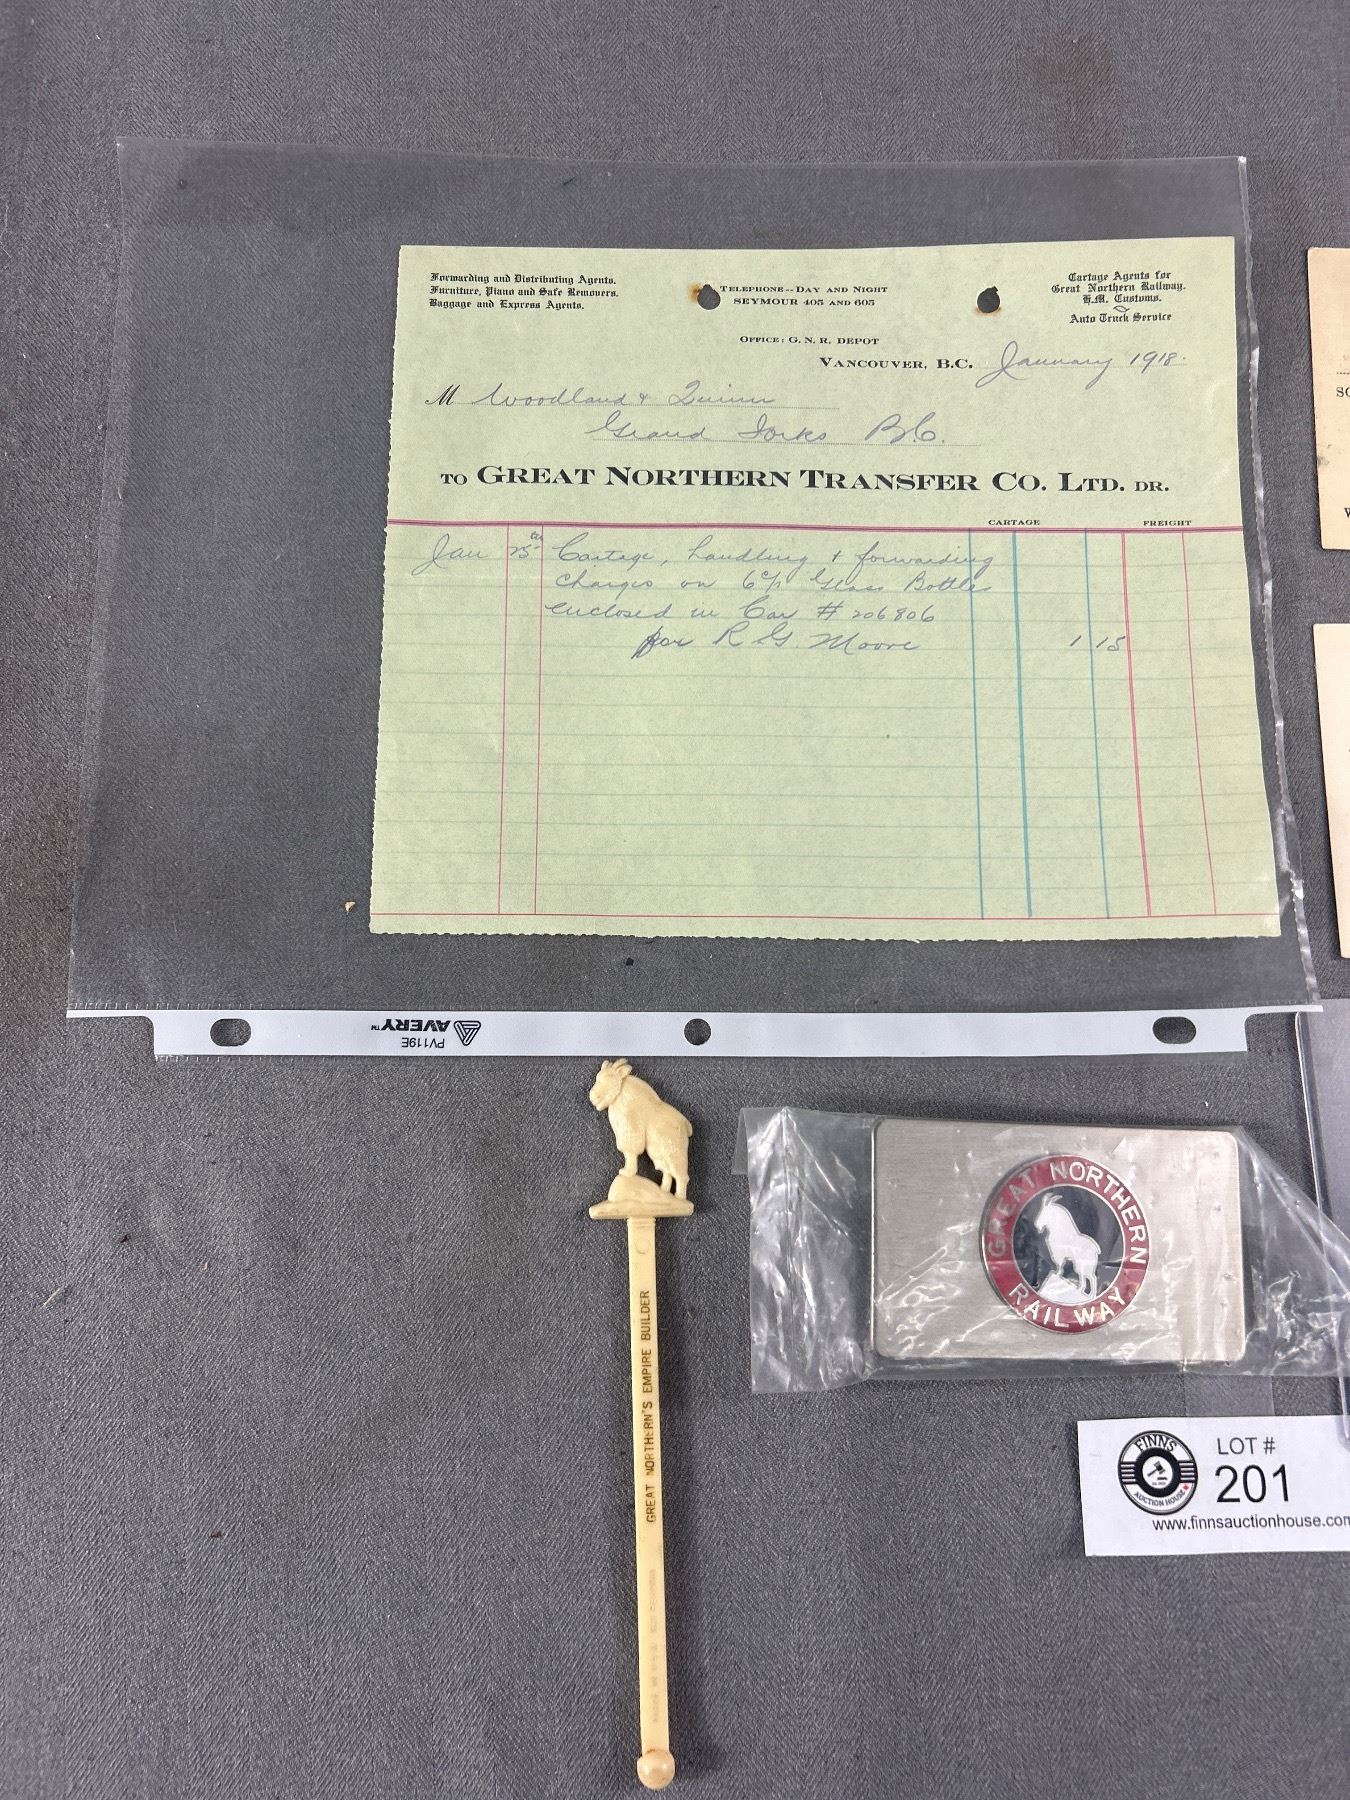 Forwarding and Distributing Agents.
Furniture, Piano and Safe Removers.
Baggage and Express Agents.
TELEPHONE--DAY AND NIGHT
SEYMOUR 405 AND 605
Cartage Agents for
Great Northern Railway.
H.M. Customs.
Auto Truck Service
OFFICE: G. N. R. DEPOT
VANCOUVER, B.C. January 1918.
M Woodland & Quinn
Grand Forks B.C.
TO GREAT NORTHERN TRANSFER CO. LTD. DR.
CARTAGE FREIGHT
Jan 25th Cartage, handling & forwarding
charges on 6 Glass Bottles
enclosed in Car # 206806
for R G. Moore 1 15
AVERY™
PV119E
GREAT NORTHERN'S EMPIRE BUILDER
GREAT NORTHERN
RAILWAY
FINNS
AUCTION HOUSE
LOT #
201
www.finnsauctionhouse.com